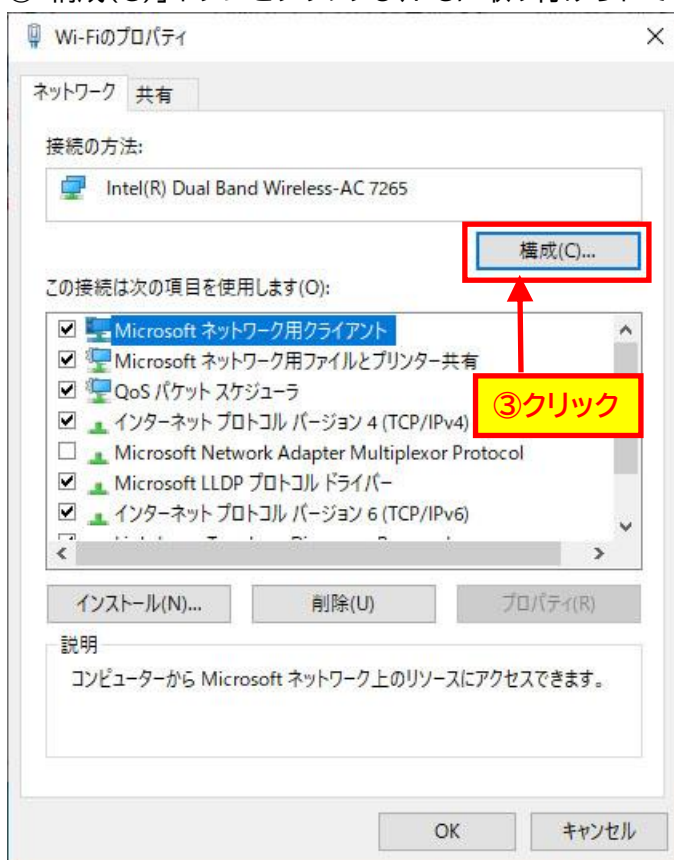 Wi-Fiのプロパティ
ネットワーク 共有
接続の方法:
Intel(R) Dual Band Wireless-AC 7265
構成(C)...
この接続は次の項目を使用します(O):
Microsoft ネットワーク用クライアント
Microsoft ネットワーク用ファイルとプリンター共有
QoS パケット スケジューラ
③クリック
インターネット プロトコル バージョン 4 (TCP/IPv4)
Microsoft Network Adapter Multiplexor Protocol
Microsoft LLDP プロトコル ドライバー
インターネット プロトコル バージョン 6 (TCP/IPv6)
インストール(N)... 削除(U) プロパティ(R)
説明
コンピューターから Microsoft ネットワーク上のリソースにアクセスできます。
OK キャンセル